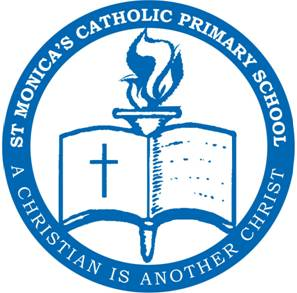 ST MONICA'S CATHOLIC PRIMARY SCHOOL
A CHRISTIAN IS ANOTHER CHRIST